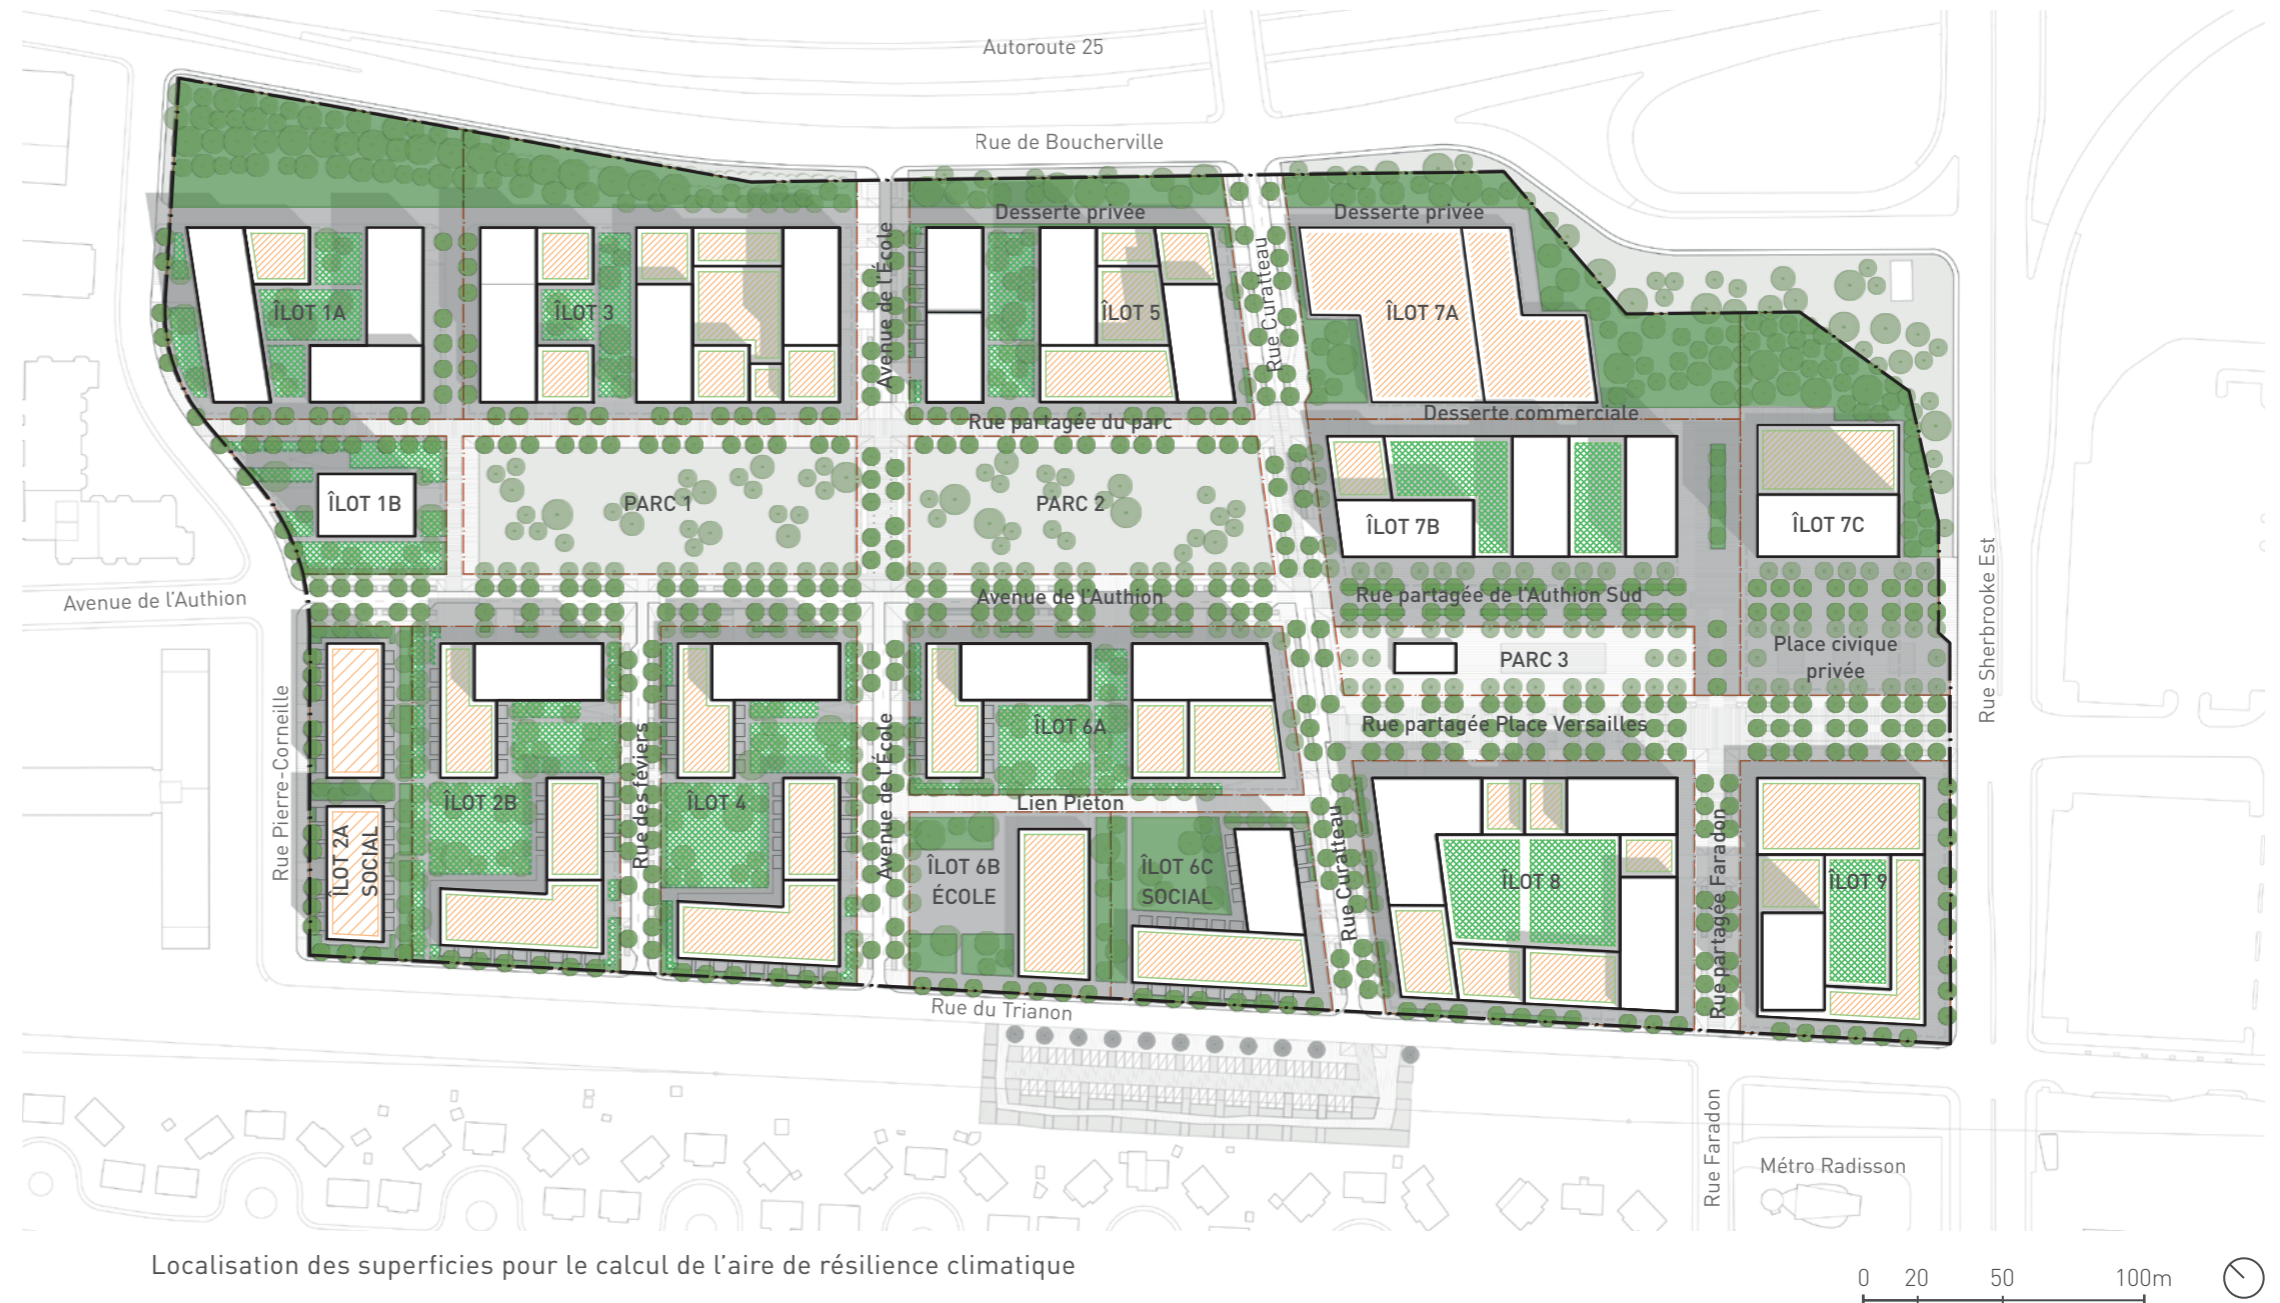 Autoroute 25
Rue de Boucherville
Desserte privée
Desserte privée
Avenue de l'École
Rue Curatteau
ÎLOT 1A
ÎLOT 3
ÎLOT 5
ÎLOT 7A
Desserte commerciale
Rue partagée du parc
ÎLOT 1B
PARC 1
PARC 2
ÎLOT 7B
ÎLOT 7C
Avenue de l'Authion
Avenue de l'Authion
Rue partagée de l'Authion Sud
Rue Sherbrooke Est
PARC 3
Place civique
privée
Rue partagée Place Versailles
Rue Pierre-Corneille
Rue des féviers
Avenue de l'École
ÎLOT 6A
ÎLOT 2B
ÎLOT 4
Lien Piéton
ÎLOT 2A
SOCIAL
ÎLOT 6B
ÉCOLE
ÎLOT 6C
SOCIAL
Rue Curatteau
ÎLOT 8
Rue partagée Faradon
ÎLOT 9
Rue du Trianon
Rue Faradon
Métro Radisson
Localisation des superficies pour le calcul de l'aire de résilience climatique
0 20 50 100m